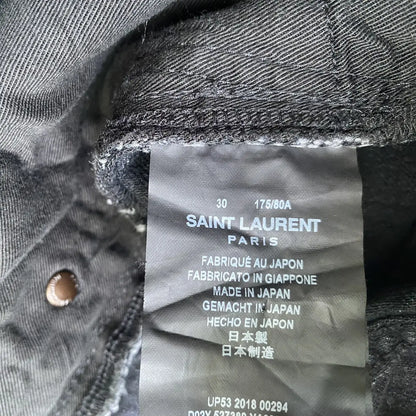 30 175/80A
SAINT LAURENT
PARIS
FABRIQUÉ AU JAPON
FABBRICATO IN GIAPPONE
MADE IN JAPAN
GEMACHT IN JAPAN
HECHO EN JAPON
日本製
日本制造
UP53 2018 00294